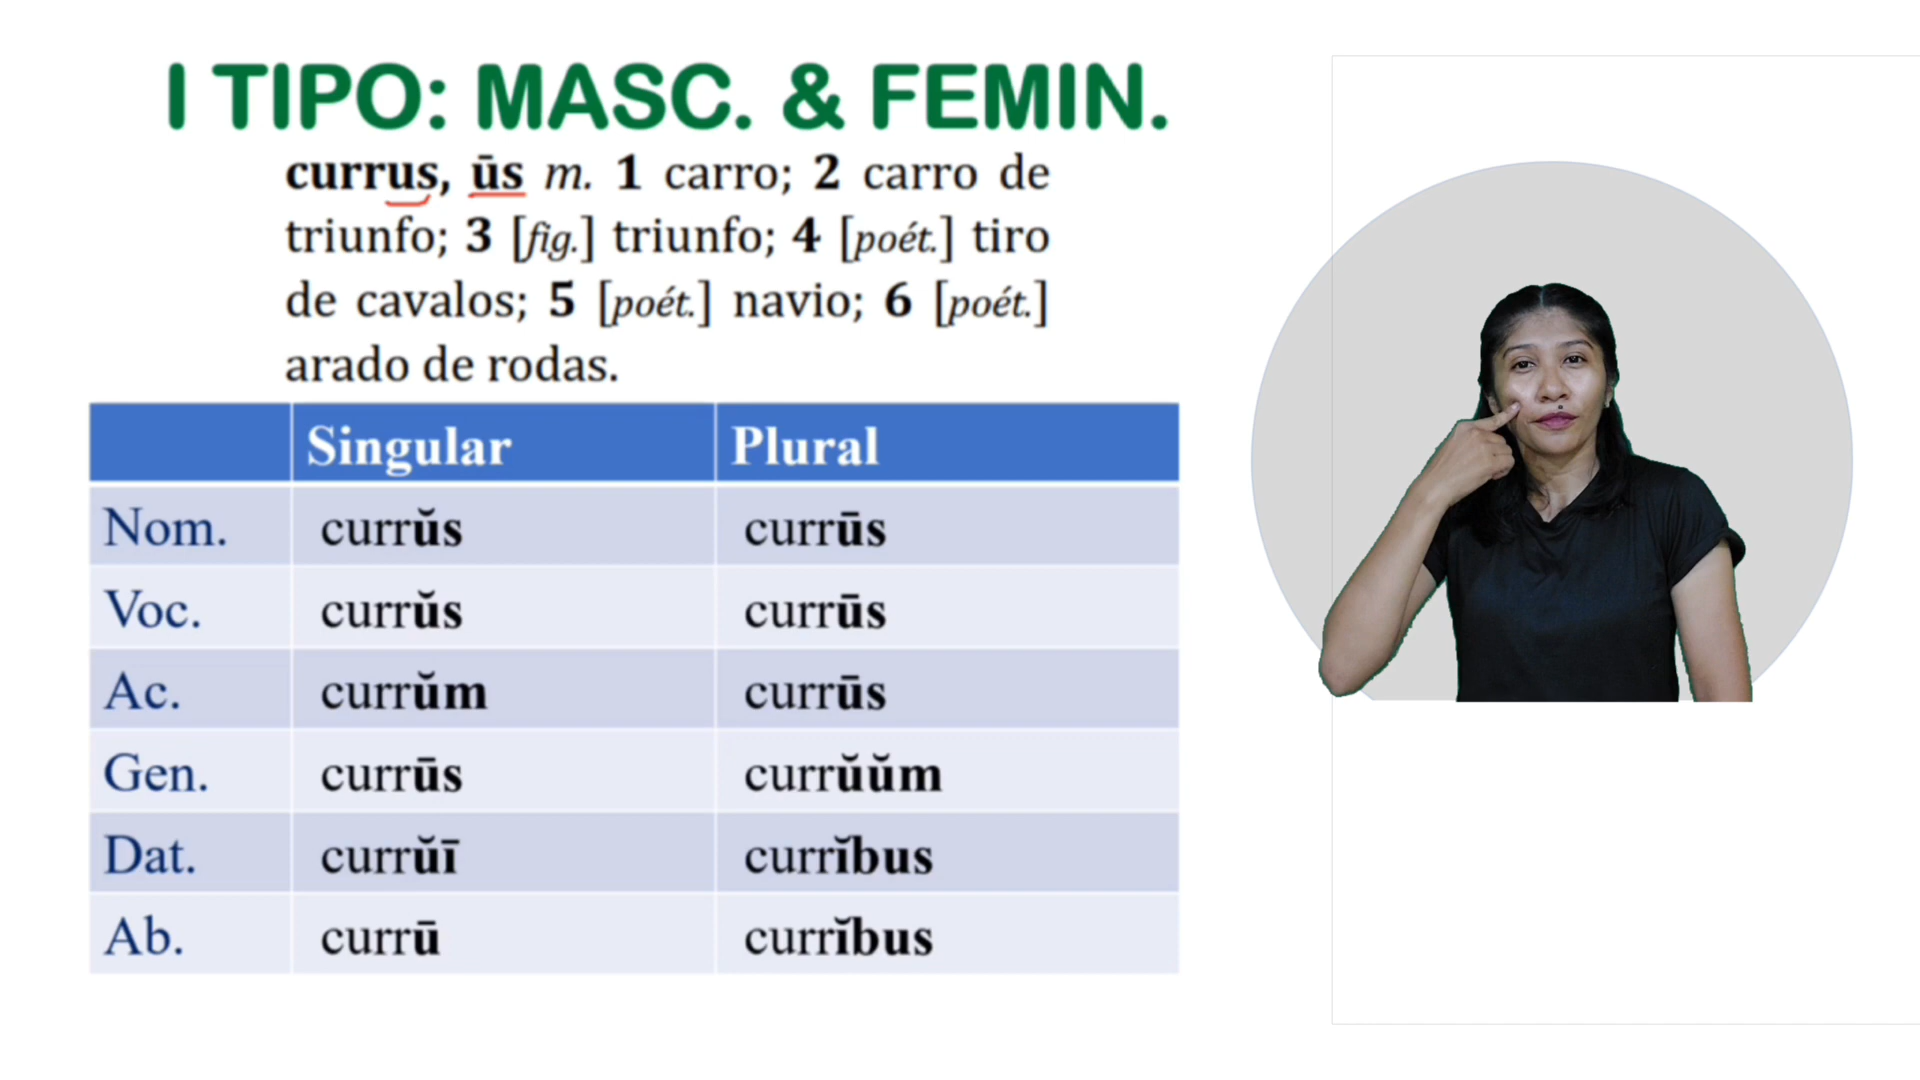 I TIPO: MASC. & FEMIN.
currus, ūs m. 1 carro; 2 carro de
triunfo; 3 [fig.] triunfo; 4 [poét.] tiro
de cavalos; 5 [poét.] navio; 6 [poét.]
arado de rodas.
Singular Plural
Nom. currŭs currūs
Voc. currŭs currūs
Ac. currŭm currūs
Gen. currūs currŭŭm
Dat. currŭī currĭbus
Ab. currū currĭbus